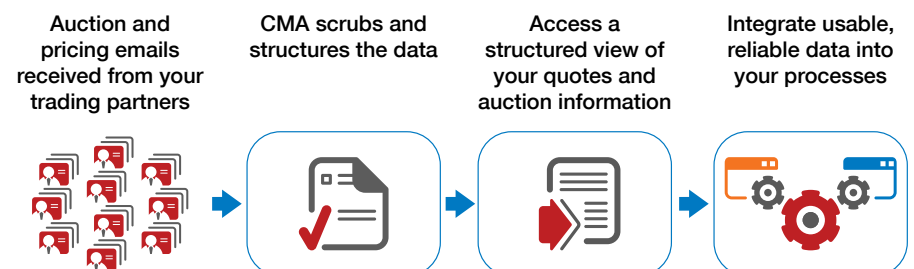 Auction and
pricing emails
received from your
trading partners
CMA scrubs and
structures the data
Access a
structured view of
your quotes and
auction information
Integrate usable,
reliable data into
your processes